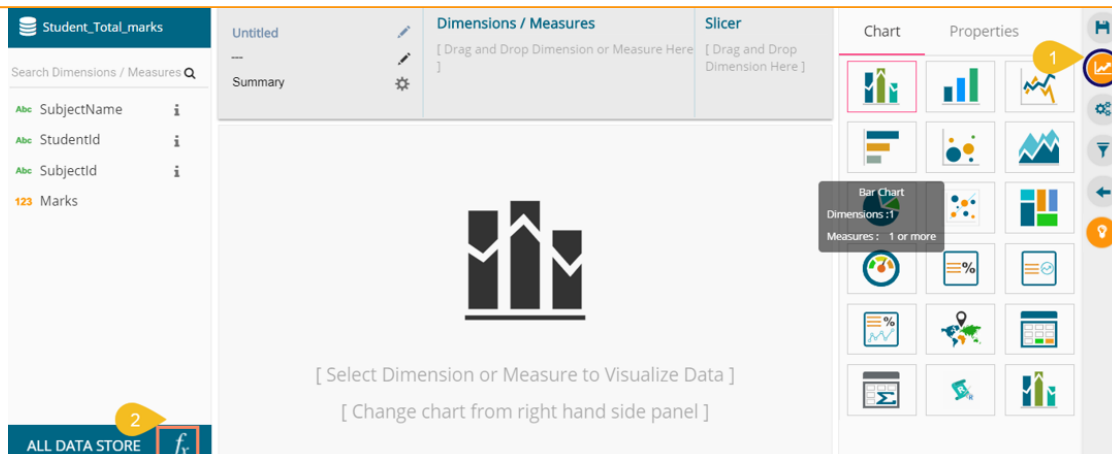 Student_Total_marks
Search Dimensions / Measures
Abc SubjectName i
Abc StudentId i
Abc SubjectId i
123 Marks
2
ALL DATA STORE fx
Untitled
---
Summary
Dimensions / Measures
[ Drag and Drop Dimension or Measure Here
]
Slicer
[ Drag and Drop
Dimension Here ]
[ Select Dimension or Measure to Visualize Data ]
[ Change chart from right hand side panel ]
Chart Properties
1
Bar Chart
Dimensions :1
Measures : 1 or more
%
%
Σ